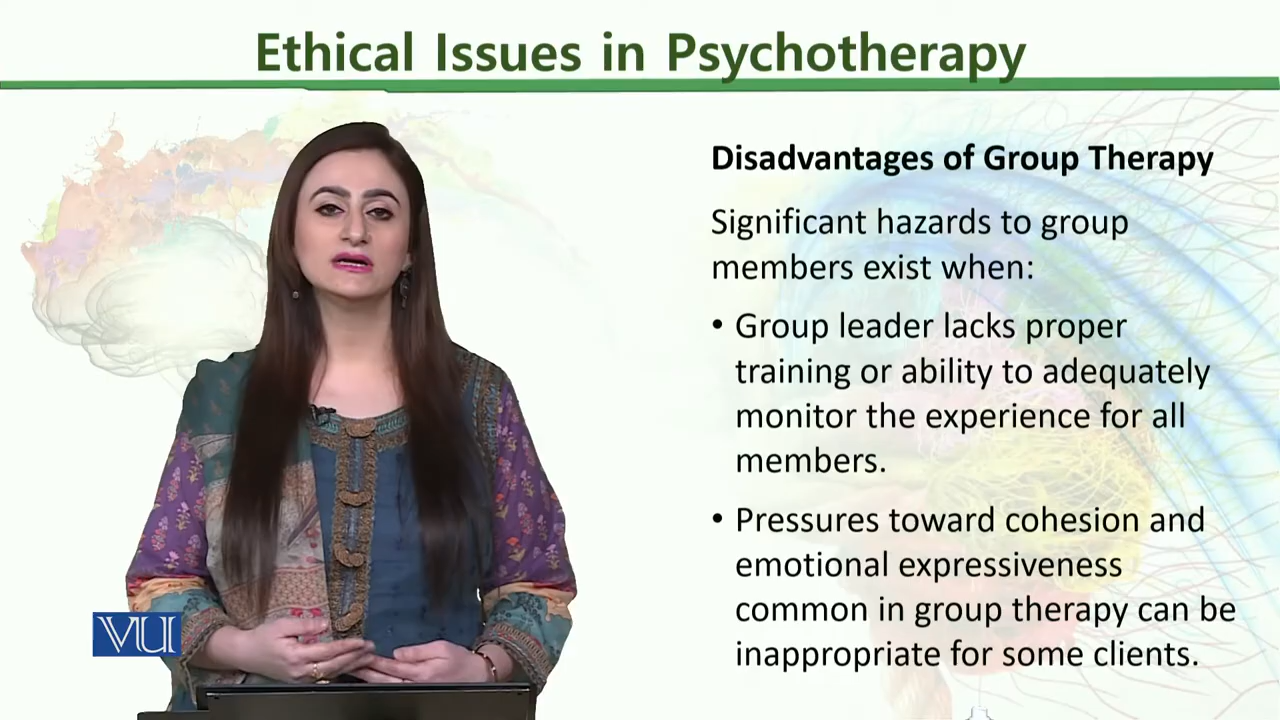 Ethical Issues in Psychotherapy
Disadvantages of Group Therapy
Significant hazards to group
members exist when:
• Group leader lacks proper
training or ability to adequately
monitor the experience for all
members.
• Pressures toward cohesion and
emotional expressiveness
common in group therapy can be
inappropriate for some clients.
VU